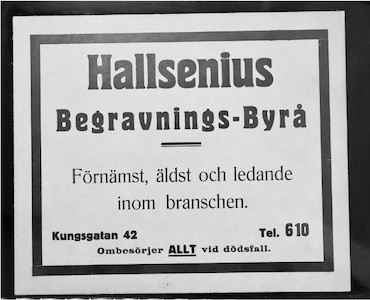 Hallsenius
Begravnings-Byrå
Förnämst, äldst och ledande
inom branschen.
Kungsgatan 42 Tel. 610
Ombesörjer ALLT vid dödsfall.